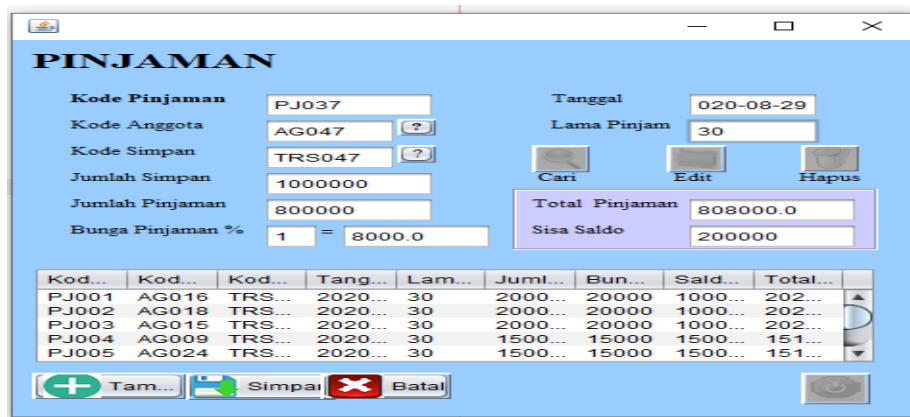 PINJAMAN
Kode Pinjaman PJ037 Tanggal 020-08-29
Kode Anggota AG047 ? Lama Pinjam 30
Kode Simpan TRS047 ?
Jumlah Simpan 1000000 Cari Edit Hapus
Jumlah Pinjaman 800000 Total Pinjaman 808000.0
Bunga Pinjaman % 1 = 8000.0 Sisa Saldo 200000
Kod... Kod... Kod... Tang... Lam... Juml... Bun... Sald... Total...
PJ001 AG016 TRS... 2020... 30 2000... 20000 1000... 202...
PJ002 AG018 TRS... 2020... 30 2000... 20000 1000... 202...
PJ003 AG015 TRS... 2020... 30 2000... 20000 1000... 202...
PJ004 AG009 TRS... 2020... 30 1500... 15000 1500... 151...
PJ005 AG024 TRS... 2020... 30 1500... 15000 1500... 151...
Tam... Simpan Batal